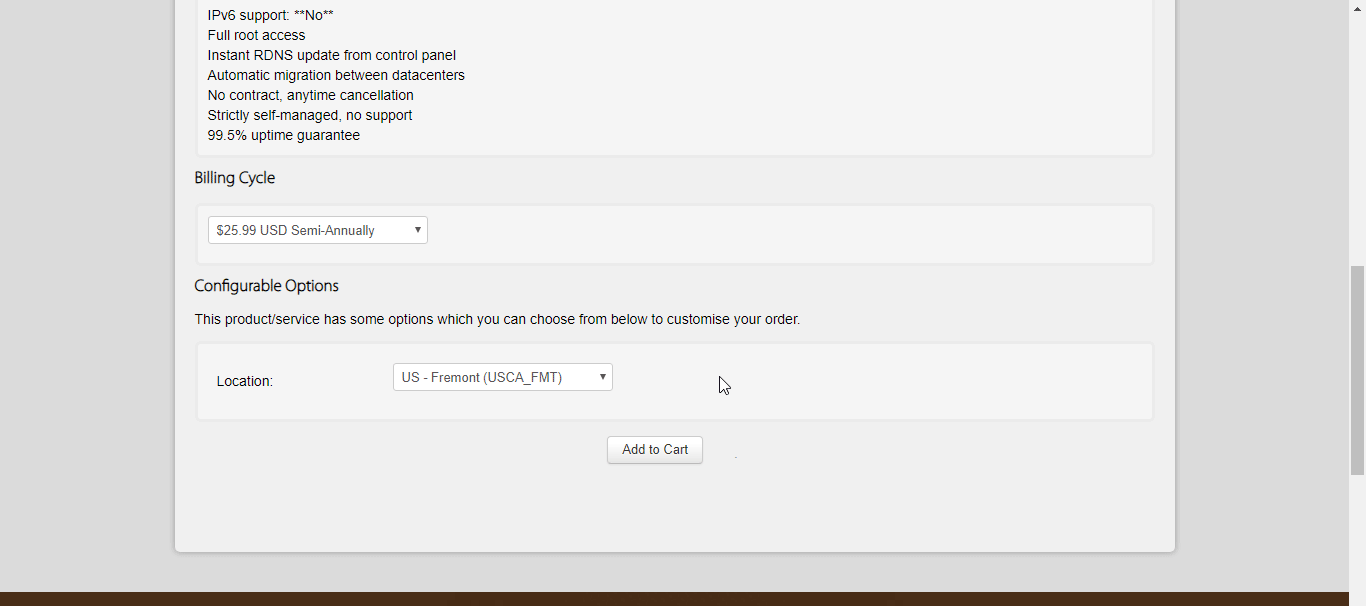 IPv6 support: **No**
Full root access
Instant RDNS update from control panel
Automatic migration between datacenters
No contract, anytime cancellation
Strictly self-managed, no support
99.5% uptime guarantee
Billing Cycle
$25.99 USD Semi-Annually
Configurable Options
This product/service has some options which you can choose from below to customise your order.
Location: US - Fremont (USCA_FMT)
Add to Cart